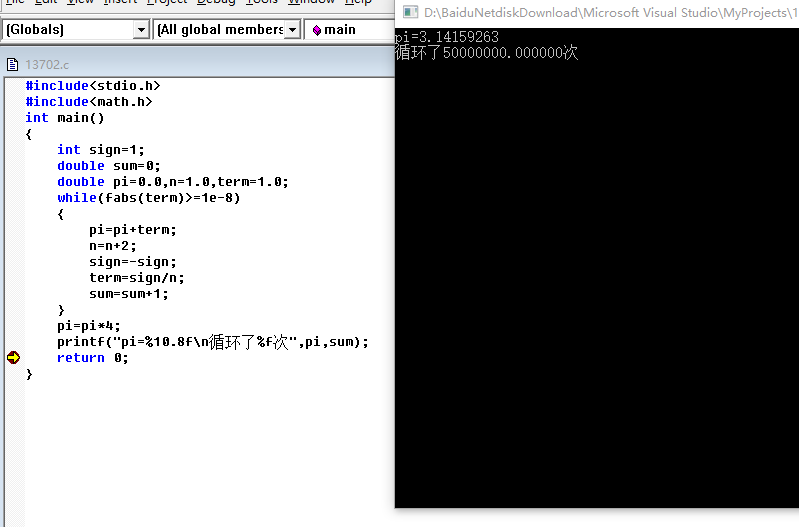 File Edit View Insert Project Debug Tools Window Help
(Globals) (All global members main
13702.c
#include<stdio.h>
#include<math.h>
int main()
{
int sign=1;
double sum=0;
double pi=0.0,n=1.0,term=1.0;
while(fabs(term)>=1e-8)
{
pi=pi+term;
n=n+2;
sign=-sign;
term=sign/n;
sum=sum+1;
}
pi=pi*4;
printf("pi=%10.8f\n循环了%f次",pi,sum);
return 0;
}
D:\BaiduNetdiskDownload\Microsoft Visual Studio\MyProjects\1
pi=3.14159263
循环了50000000.000000次